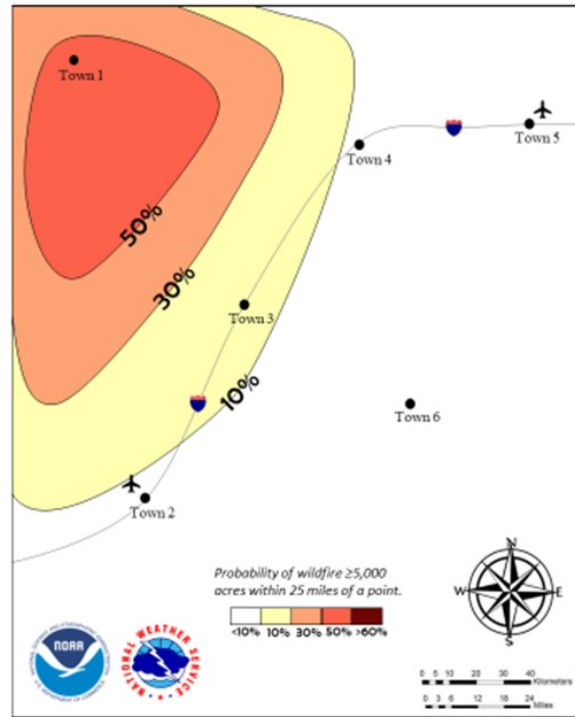 Town 1
Town 5
Town 4
50%
30%
Town 3
10%
Town 6
Town 2
Probability of wildfire ≥5,000
acres within 25 miles of a point.
<10% 10% 30% 50% >60%
N
W E
S
NOAA
NATIONAL WEATHER SERVICE
0 5 10 20 30 40
Kilometers
0 3 6 12 18 24
Miles